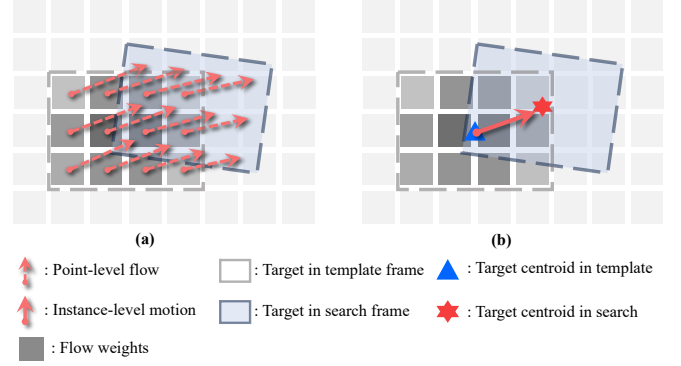 (a) (b)
: Point-level flow : Target in template frame : Target centroid in template
: Instance-level motion : Target in search frame : Target centroid in search
: Flow weights